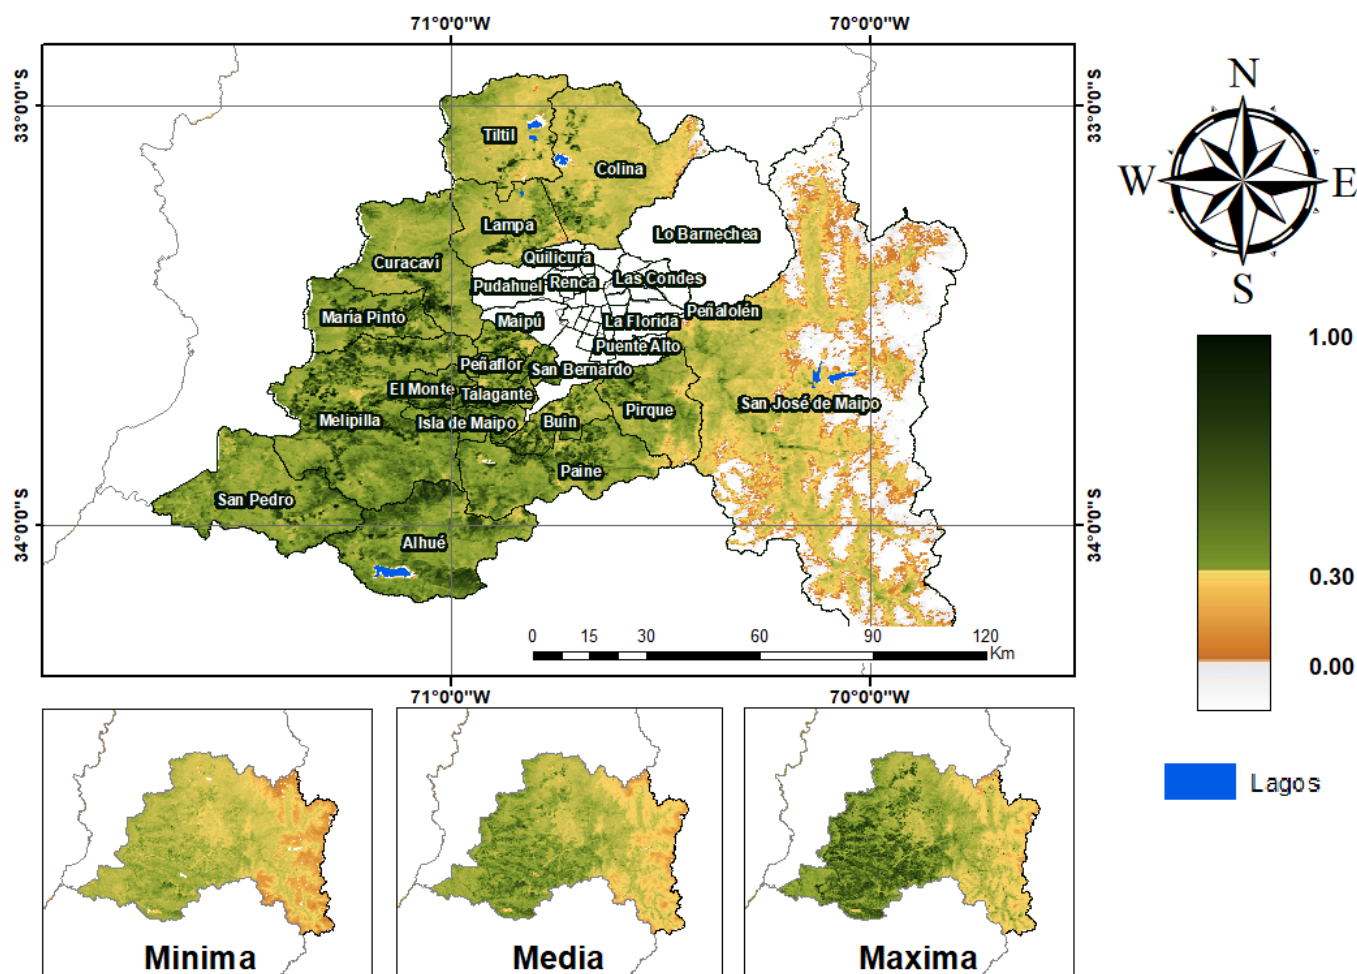 71°0'0"W
70°0'0"W
33°0'0"S
33°0'0"S
N
W
E
S
Tiltil
Colina
Lampa
Lo Barnechea
Quilicura
Curacaví
Pudahuel
Renca
Las Condes
María Pinto
Maipú
La Florida
Peñalolén
Puente Alto
Peñaflor
San Bernardo
El Monte
Talagante
San José de Maipo
Melipilla
Isla de Maipo
Buin
Pirque
Paine
San Pedro
Alhué
34°0'0"S
34°0'0"S
0 15 30 60 90 120
Km
71°0'0"W
70°0'0"W
1.00
0.30
0.00
Lagos
Minima
Media
Maxima